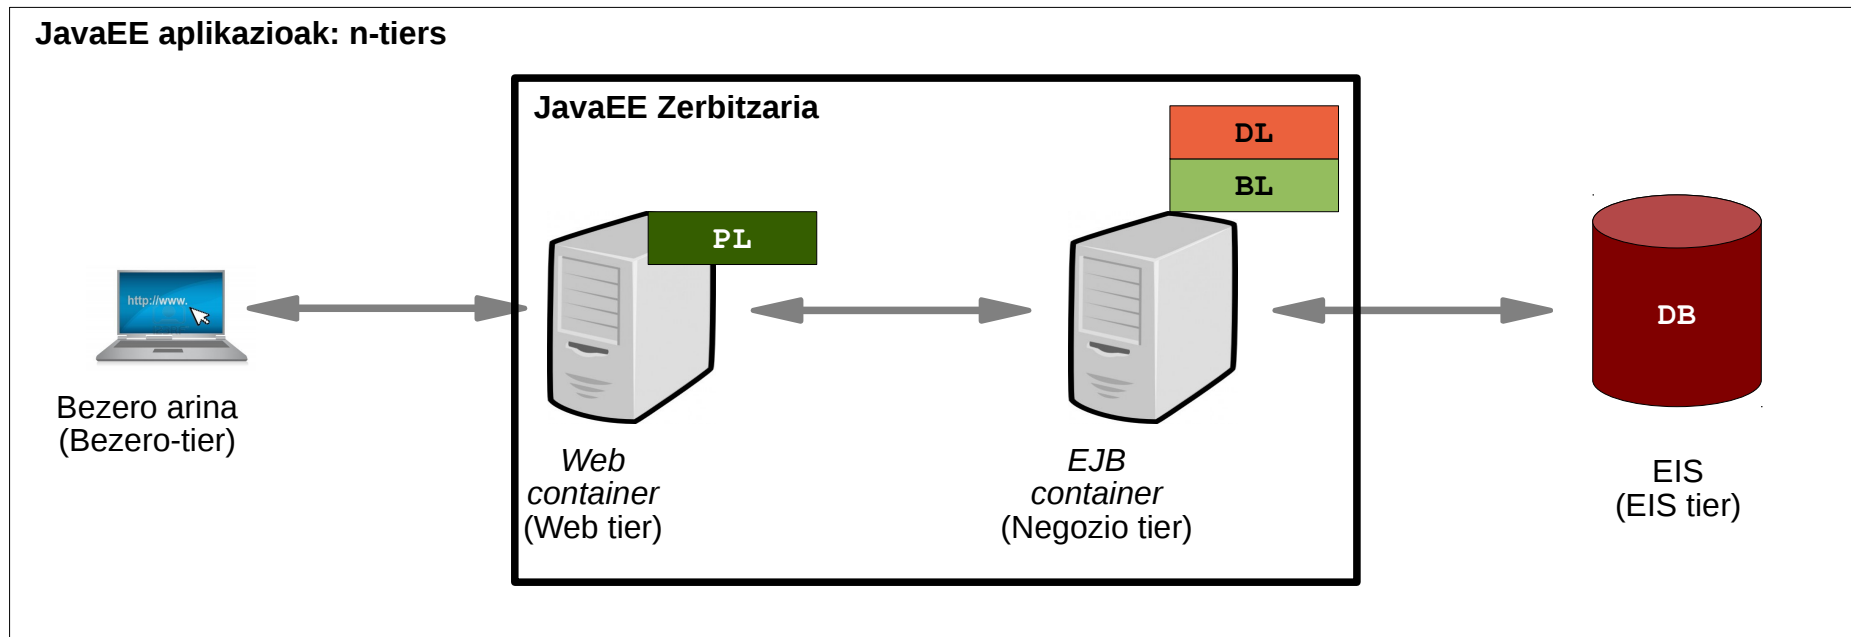 JavaEE aplikazioak: n-tiers
JavaEE Zerbitzaria
DL
BL
PL
http://www.
DB
Bezero arina
(Bezero-tier)
Web
container
(Web tier)
EJB
container
(Negozio tier)
EIS
(EIS tier)